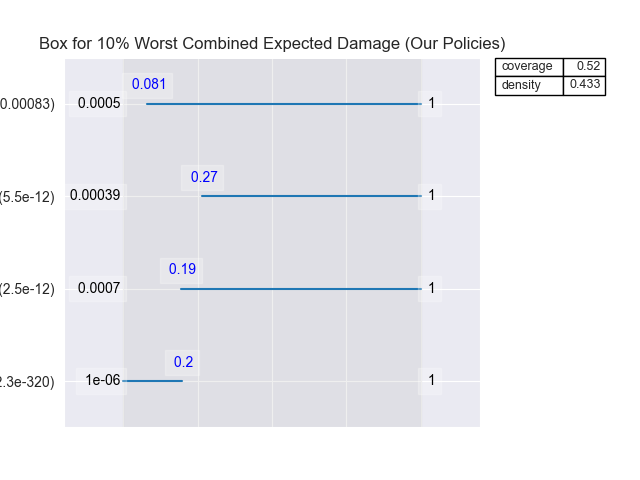 Box for 10% Worst Combined Expected Damage (Our Policies)
coverage 0.52
density 0.433
0.081
0.00083) 0.0005 1
0.27
(5.5e-12) 0.00039 1
0.19
(2.5e-12) 0.0007 1
0.2
2.3e-320) 1e-06 1